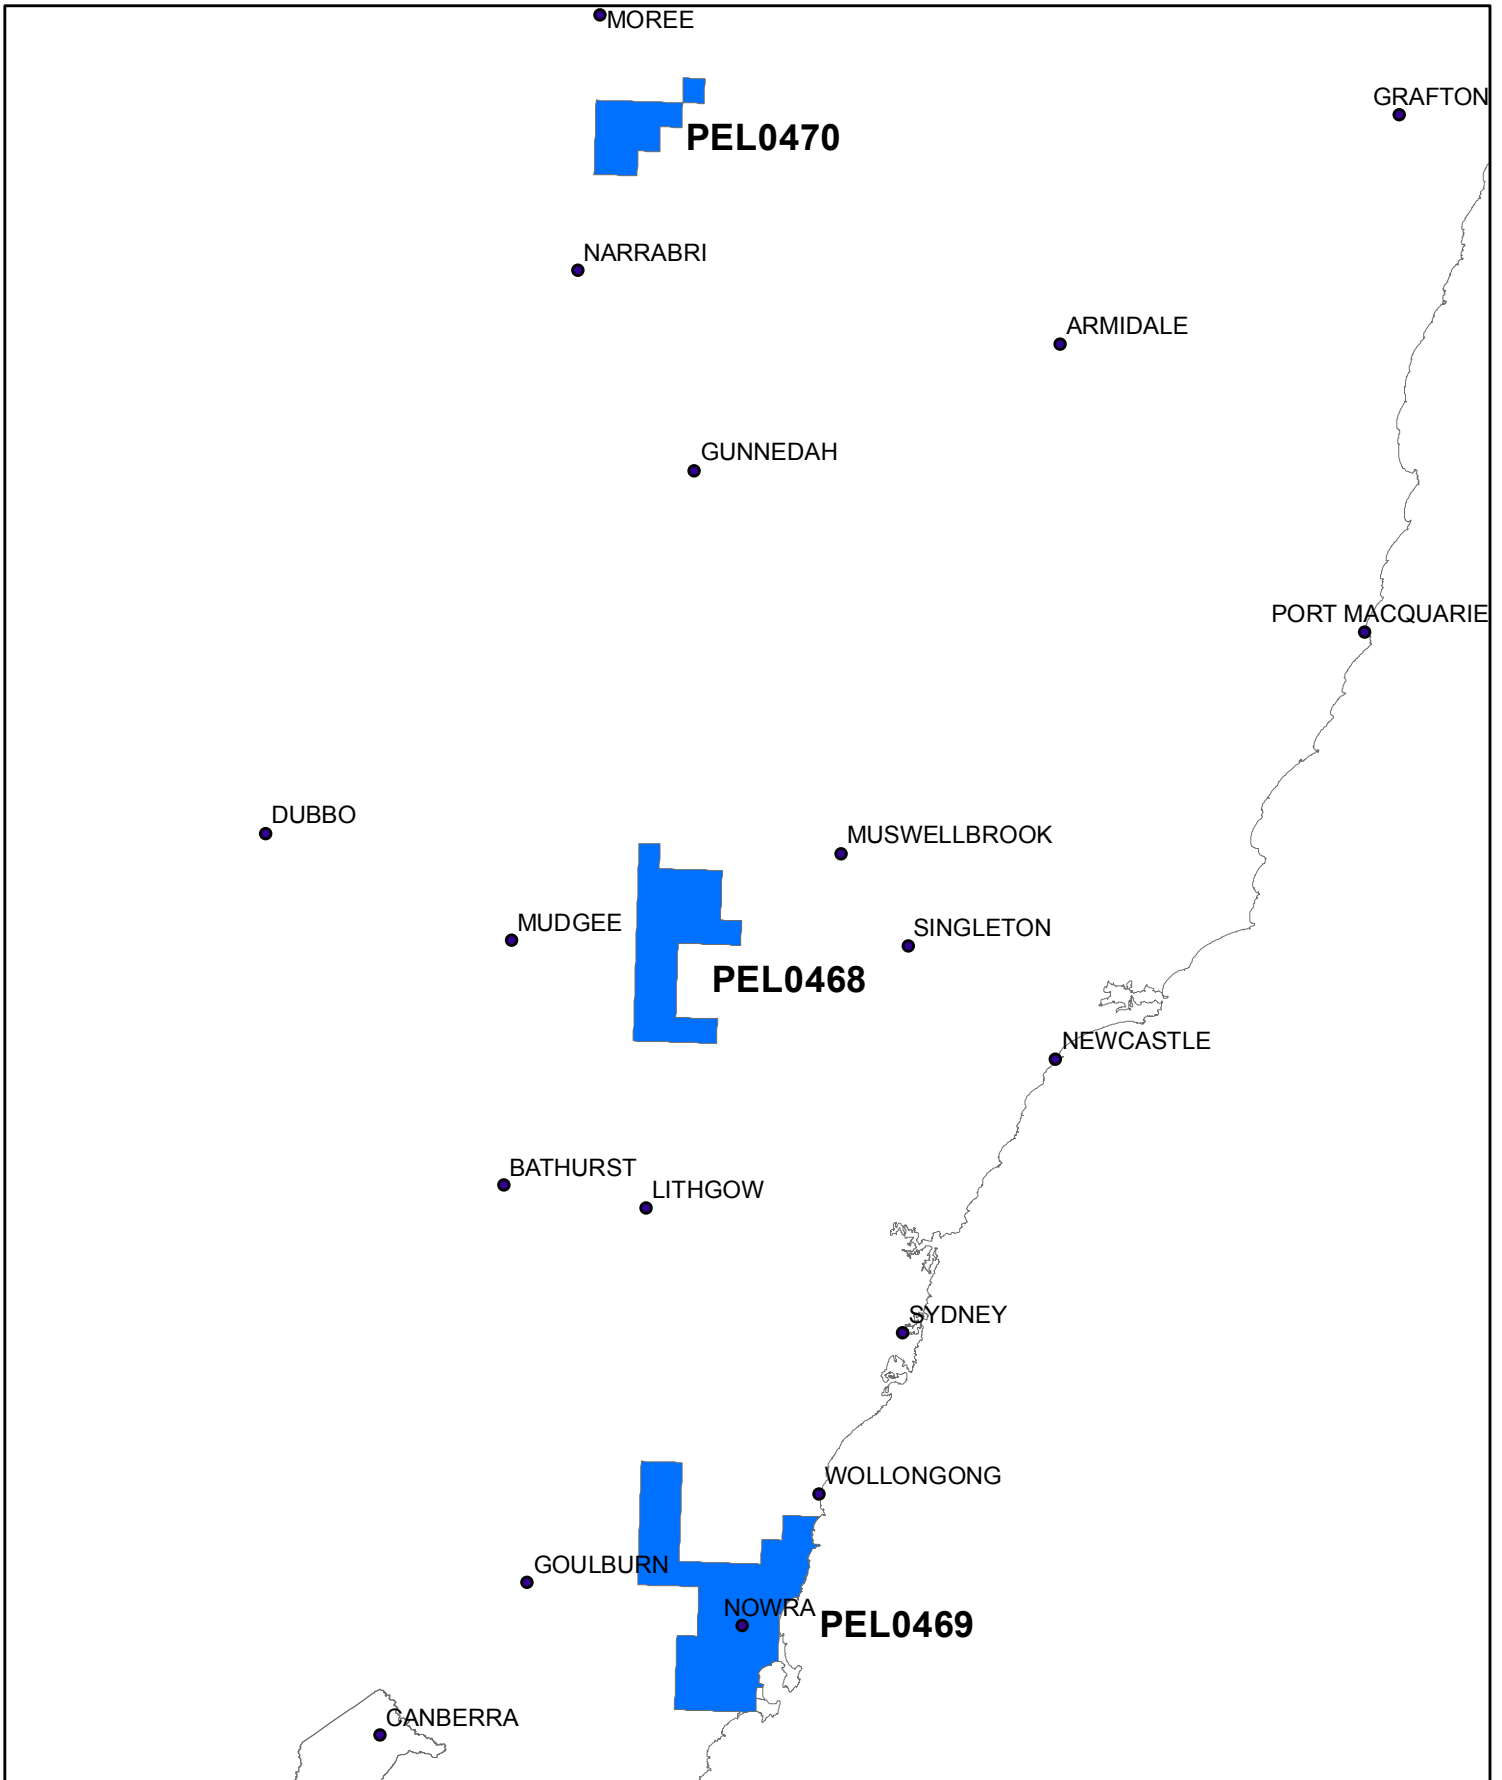 MOREE
GRAFTON
PEL0470
NARRABRI
ARMIDALE
GUNNEDAH
PORT MACQUARIE
DUBBO
MUSWELLBROOK
MUDGEE
SINGLETON
PEL0468
NEWCASTLE
BATHURST
LITHGOW
SYDNEY
WOLLONGONG
GOULBURN
NOWRA
PEL0469
CANBERRA